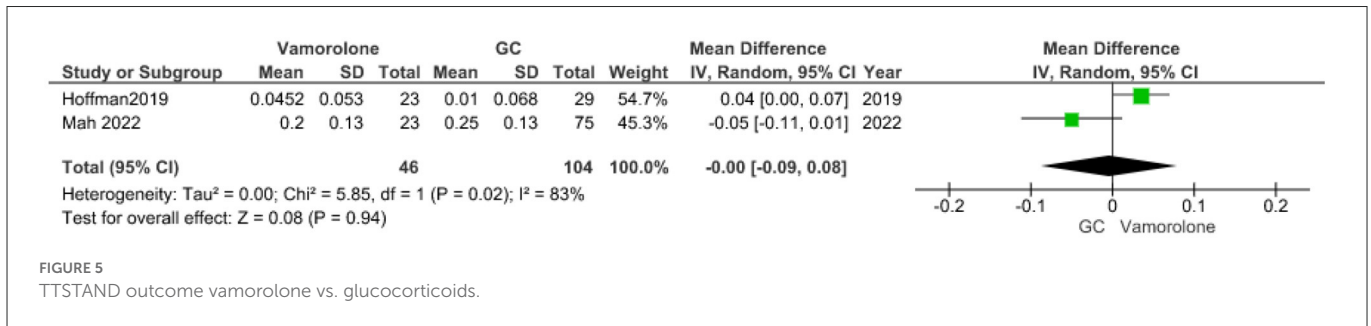 Vamorolone GC Mean Difference Mean Difference
Study or Subgroup Mean SD Total Mean SD Total Weight IV, Random, 95% CI Year IV, Random, 95% CI
Hoffman2019 0.0452 0.053 23 0.01 0.068 29 54.7% 0.04 [0.00, 0.07] 2019
Mah 2022 0.2 0.13 23 0.25 0.13 75 45.3% -0.05 [-0.11, 0.01] 2022
Total (95% CI) 46 104 100.0% -0.00 [-0.09, 0.08]
Heterogeneity: Tau² = 0.00; Chi² = 5.85, df = 1 (P = 0.02); I² = 83%
Test for overall effect: Z = 0.08 (P = 0.94)
-0.2 -0.1 0 0.1 0.2
GC Vamorolone
FIGURE 5
TTSTAND outcome vamorolone vs. glucocorticoids.